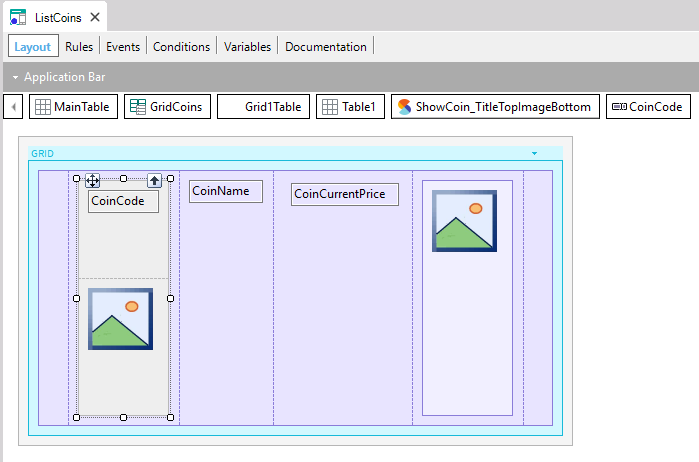 ListCoins
Layout Rules Events Conditions Variables Documentation
Application Bar
MainTable GridCoins Grid1Table Table1 ShowCoin_TitleTopImageBottom CoinCode
GRID
CoinCode CoinName CoinCurrentPrice